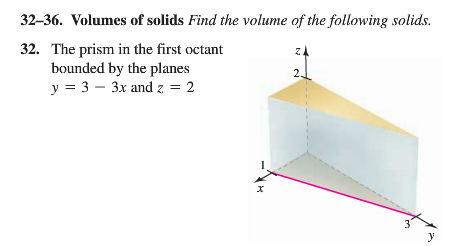 32–36. Volumes of solids Find the volume of the following solids.
32. The prism in the first octant
bounded by the planes
y = 3 − 3x and z = 2
z
2
1
x
3
y